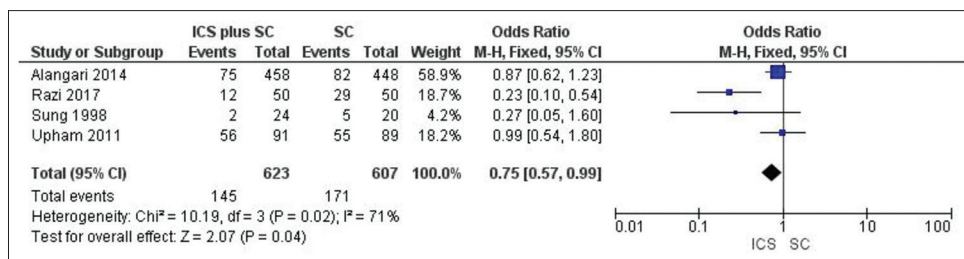 ICS plus SC SC Odds Ratio Odds Ratio
Study or Subgroup Events Total Events Total Weight M-H, Fixed, 95% CI M-H, Fixed, 95% CI
Alangari 2014 75 458 82 448 58.9% 0.87 [0.62, 1.23]
Razi 2017 12 50 29 50 18.7% 0.23 [0.10, 0.54]
Sung 1998 2 24 5 20 4.2% 0.27 [0.05, 1.60]
Upham 2011 56 91 55 89 18.2% 0.99 [0.54, 1.80]
Total (95% CI) 623 607 100.0% 0.75 [0.57, 0.99]
Total events 145 171
Heterogeneity: Chi² = 10.19, df = 3 (P = 0.02); I² = 71%
Test for overall effect: Z = 2.07 (P = 0.04)
0.01 0.1 1 10 100
ICS SC